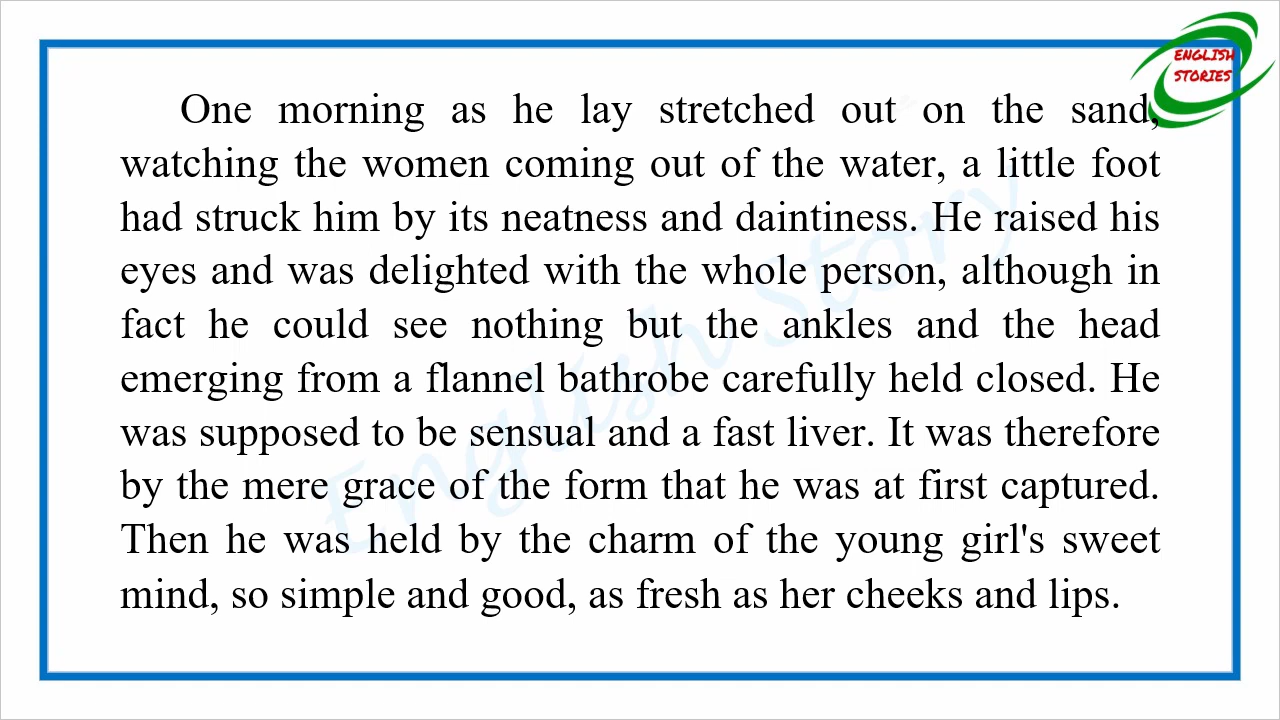 ENGLISH
STORIES
One morning as he lay stretched out on the sand,
watching the women coming out of the water, a little foot
had struck him by its neatness and daintiness. He raised his
eyes and was delighted with the whole person, although in
fact he could see nothing but the ankles and the head
emerging from a flannel bathrobe carefully held closed. He
was supposed to be sensual and a fast liver. It was therefore
by the mere grace of the form that he was at first captured.
Then he was held by the charm of the young girl's sweet
mind, so simple and good, as fresh as her cheeks and lips.
English Story